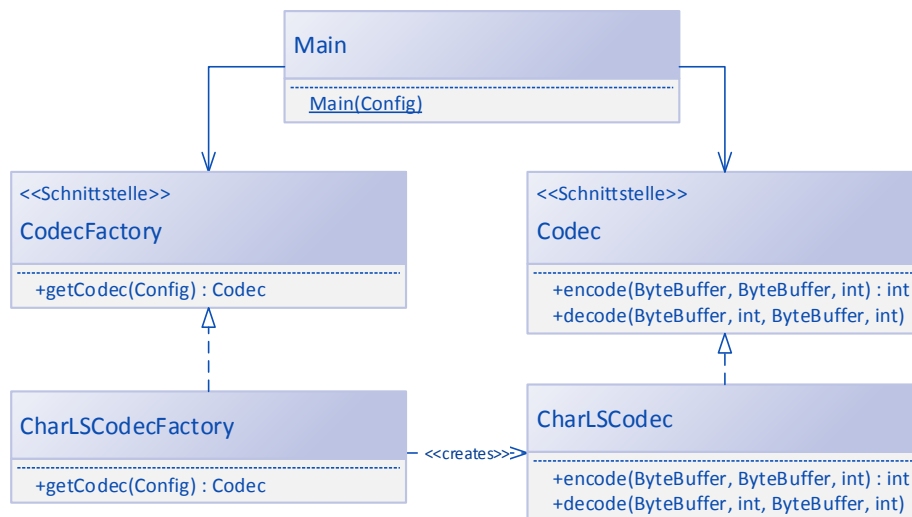 Main
Main(Config)
<<Schnittstelle>>
CodecFactory
+getCodec(Config) : Codec
<<Schnittstelle>>
Codec
+encode(ByteBuffer, ByteBuffer, int) : int
+decode(ByteBuffer, int, ByteBuffer, int)
CharLSCodecFactory
+getCodec(Config) : Codec
<<creates>>
CharLSCodec
+encode(ByteBuffer, ByteBuffer, int) : int
+decode(ByteBuffer, int, ByteBuffer, int)